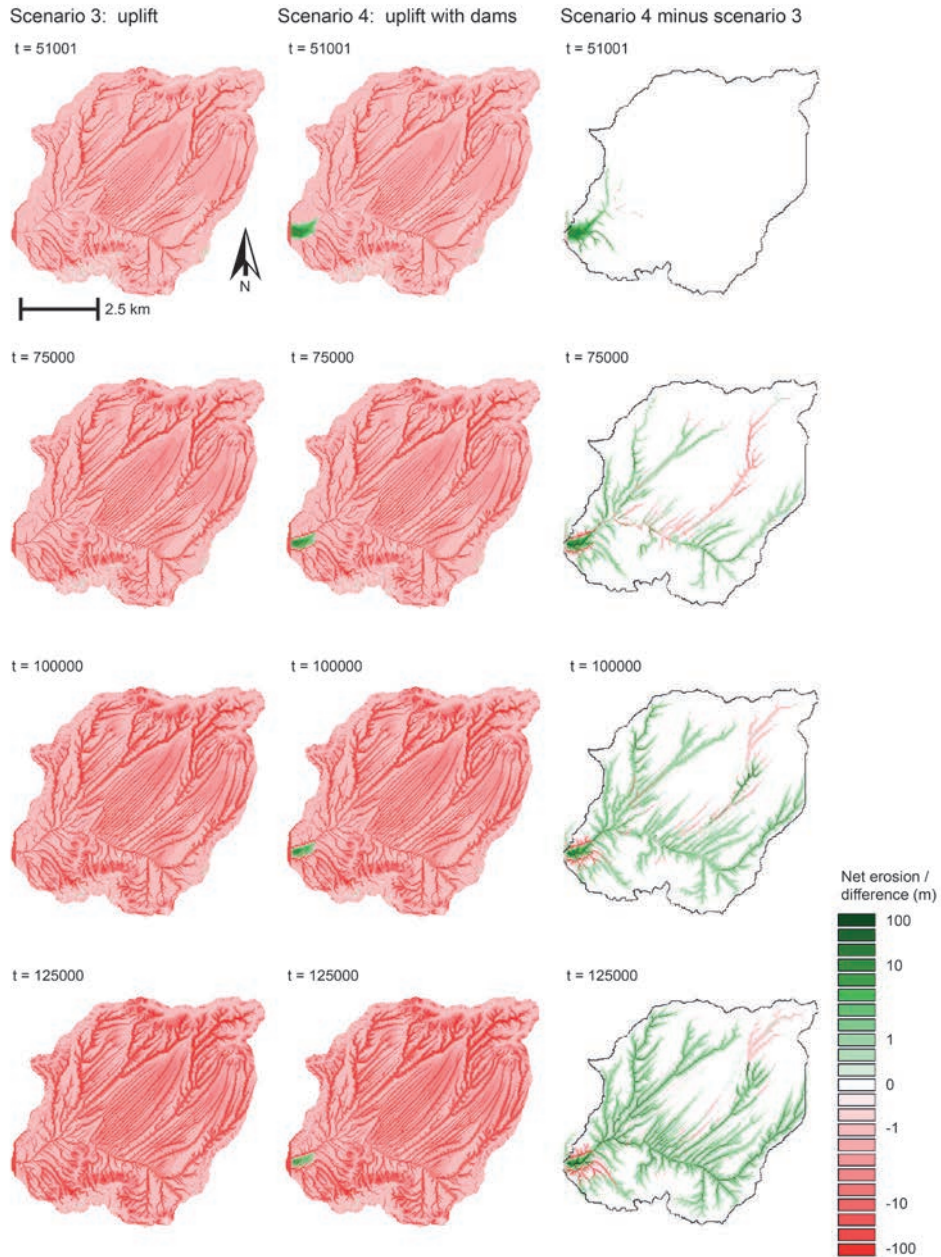 Scenario 3: uplift
Scenario 4: uplift with dams
Scenario 4 minus scenario 3
t = 51001
t = 51001
t = 51001
N
2.5 km
t = 75000
t = 75000
t = 75000
t = 100000
t = 100000
t = 100000
Net erosion /
difference (m)
100
10
1
0
-1
-10
-100
t = 125000
t = 125000
t = 125000